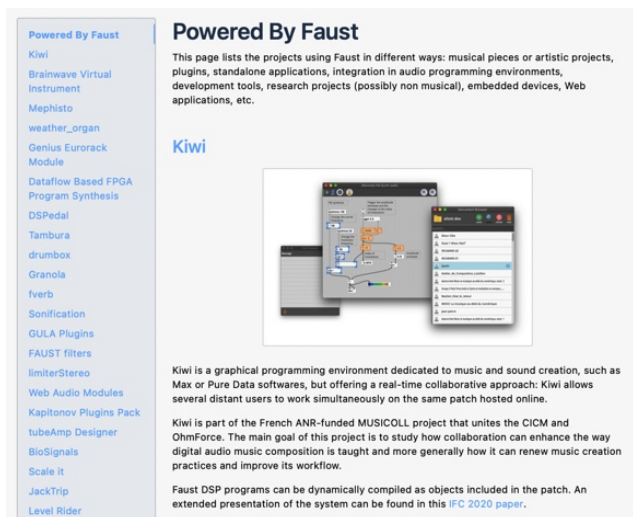 Powered By Faust
Kiwi
Brainwave Virtual
Instrument
Mephisto
weather_organ
Genius Eurorack
Module
Dataflow Based FPGA
Program Synthesis
DSPedal
Tambura
drumbox
Granola
fverb
Sonification
GULA Plugins
FAUST filters
limiterStereo
Web Audio Modules
Kapitonov Plugins Pack
tubeAmp Designer
BioSignals
Scale it
JackTrip
Level Rider
Powered By Faust
This page lists the projects using Faust in different ways: musical pieces or artistic projects,
plugins, standalone applications, integration in audio programming environments,
development tools, research projects (possibly non musical), embedded devices, Web
applications, etc.
Kiwi
Kiwi is a graphical programming environment dedicated to music and sound creation, such as
Max or Pure Data softwares, but offering a real-time collaborative approach: Kiwi allows
several distant users to work simultaneously on the same patch hosted online.
Kiwi is part of the French ANR-funded MUSICOLL project that unites the CICM and
OhmForce. The main goal of this project is to study how collaboration can enhance the way
digital audio music composition is taught and more generally how it can renew music creation
practices and improve its workflow.
Faust DSP programs can be dynamically compiled as objects included in the patch. An
extended presentation of the system can be found in this IFC 2020 paper.